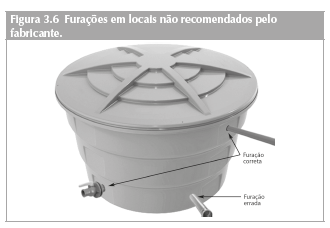 Figura 3.6 Furações em locais não recomendados pelo
fabricante.
Furação
correta
Furação
errada